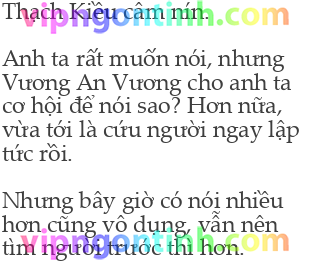 Thạch Kiều câm nín.
Anh ta rất muốn nói, nhưng
Vương An Vương cho anh ta
cơ hội để nói sao? Hơn nữa,
vừa tới là cứu người ngay lập
tức rồi.
Nhưng bây giờ có nói nhiều
hơn cũng vô dụng, vẫn nên
tìm người trước thì hơn.
vipngontinh.com
vipngontinh.com